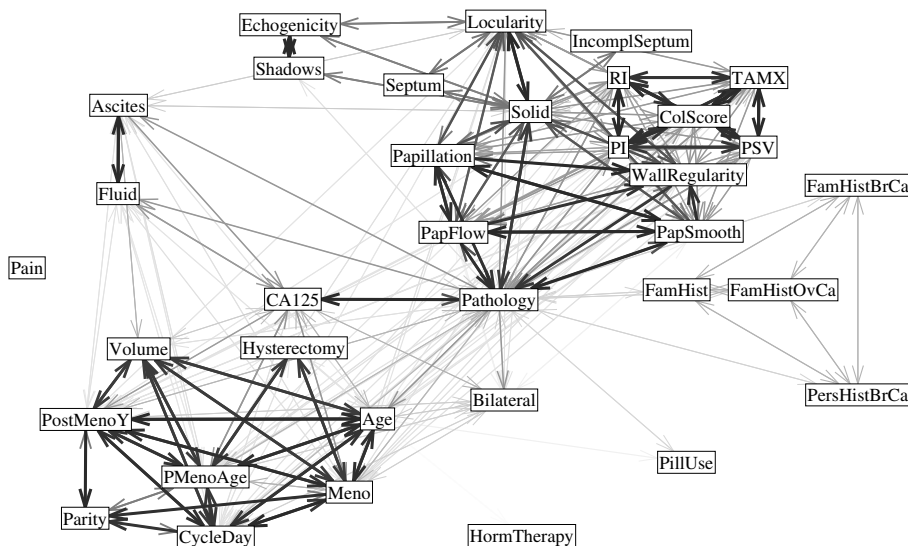 Echogenicity
Locularity
IncomplSeptum
Shadows
Septum
RI
TAMX
Ascites
Solid
ColScore
Papillation
PI
PSV
WallRegularity
Fluid
FamHistBrCa
PapFlow
PapSmooth
Pain
CA125
Pathology
FamHist
FamHistOvCa
Volume
Hysterectomy
PostMenoY
Age
Bilateral
PersHistBrCa
PMenoAge
Meno
PillUse
Parity
CycleDay
HormTherapy